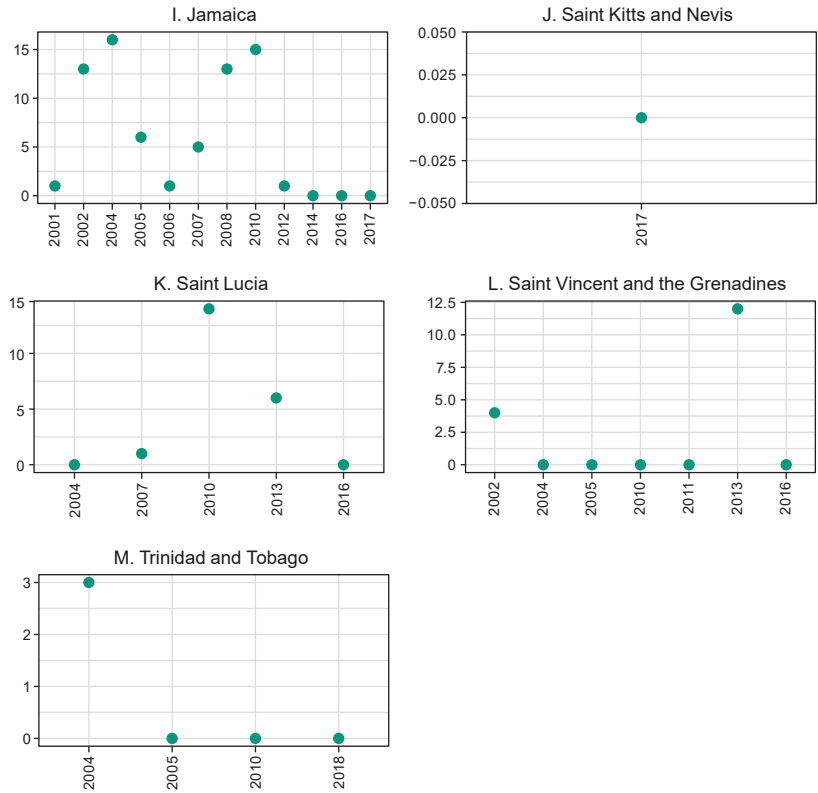 I. Jamaica
15
10
5
0
2001 2002 2004 2005 2006 2007 2008 2010 2012 2014 2016 2017
J. Saint Kitts and Nevis
0.050
0.025
0.000
−0.025
−0.050
2017
K. Saint Lucia
15
10
5
0
2004 2007 2010 2013 2016
L. Saint Vincent and the Grenadines
12.5
10.0
7.5
5.0
2.5
0
2002 2004 2005 2010 2011 2013 2016
M. Trinidad and Tobago
3
2
1
0
2004 2005 2010 2018